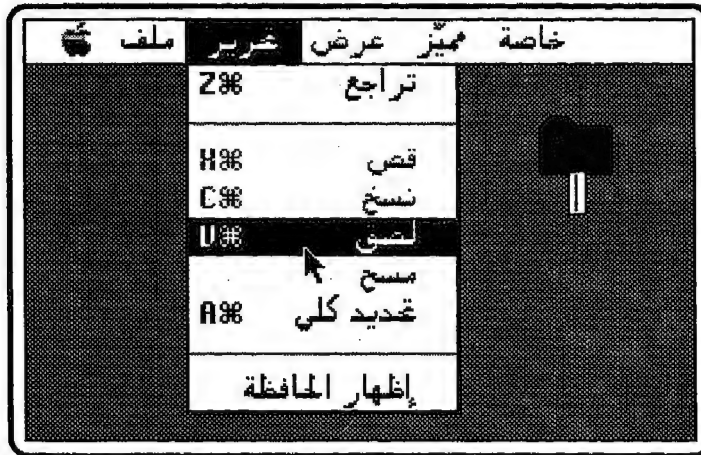 ملف تحرير عرض مميّز خاصة
تراجع Z⌘
قص X⌘
نسخ C⌘
لصق V⌘
مسح
تحديد كلي A⌘
إظهار الحافظة